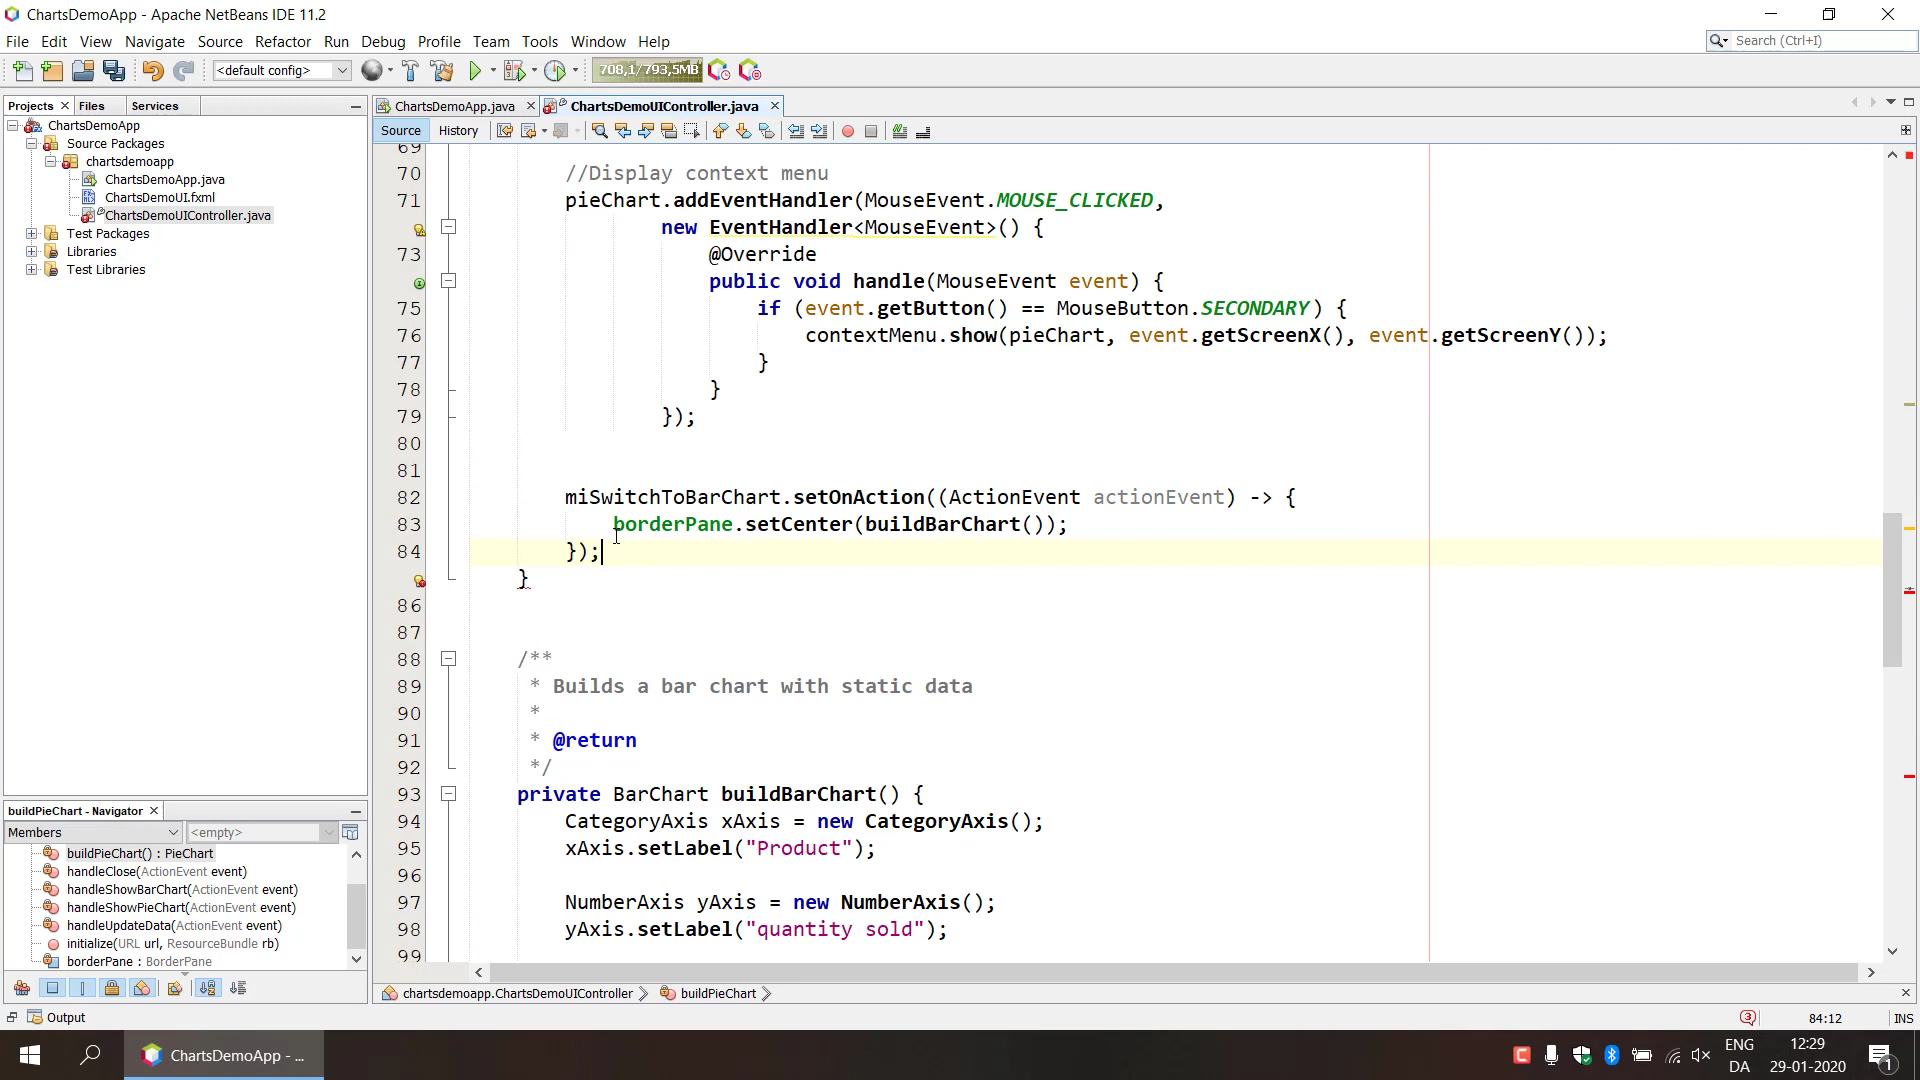 ChartsDemoApp - Apache NetBeans IDE 11.2
File Edit View Navigate Source Refactor Run Debug Profile Team Tools Window Help
Search (Ctrl+I)
<default config>
708,1/793,5MB
Projects Files Services
ChartsDemoApp
Source Packages
chartsdemoapp
ChartsDemoApp.java
ChartsDemoUI.fxml
ChartsDemoUIController.java
Test Packages
Libraries
Test Libraries
ChartsDemoApp.java ChartsDemoUIController.java
Source History
69
70 //Display context menu
71 pieChart.addEventHandler(MouseEvent.MOUSE_CLICKED,
new EventHandler<MouseEvent>() {
73 @Override
public void handle(MouseEvent event) {
75 if (event.getButton() == MouseButton.SECONDARY) {
76 contextMenu.show(pieChart, event.getScreenX(), event.getScreenY());
77 }
78 }
79 });
80
81
82 miSwitchToBarChart.setOnAction((ActionEvent actionEvent) -> {
83 borderPane.setCenter(buildBarChart());
84 });
}
86
87
88 /**
89 * Builds a bar chart with static data
90 *
91 * @return
92 */
93 private BarChart buildBarChart() {
94 CategoryAxis xAxis = new CategoryAxis();
95 xAxis.setLabel("Product");
96
97 NumberAxis yAxis = new NumberAxis();
98 yAxis.setLabel("quantity sold");
99
buildPieChart - Navigator
Members <empty>
buildPieChart() : PieChart
handleClose(ActionEvent event)
handleShowBarChart(ActionEvent event)
handleShowPieChart(ActionEvent event)
handleUpdateData(ActionEvent event)
initialize(URL url, ResourceBundle rb)
borderPane : BorderPane
chartsdemoapp.ChartsDemoUIController buildPieChart
Output
3 84:12 INS
ChartsDemoApp - ...
ENG
DA
12:29
29-01-2020
1